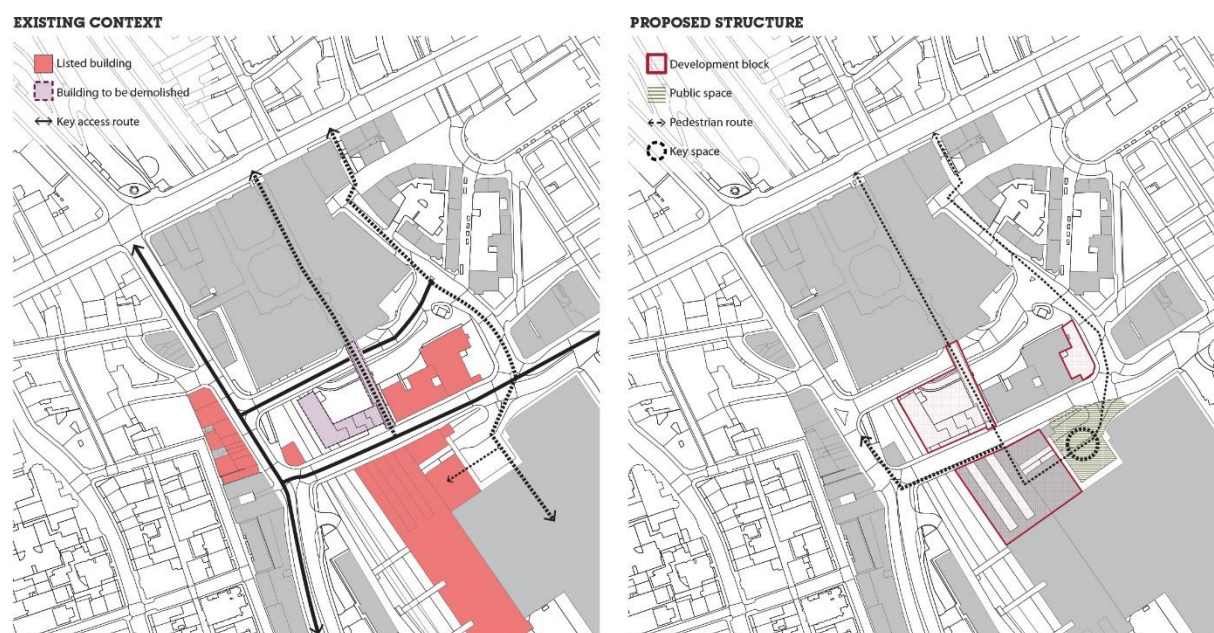 EXISTING CONTEXT
Listed building
Building to be demolished
Key access route
PROPOSED STRUCTURE
Development block
Public space
Pedestrian route
Key space